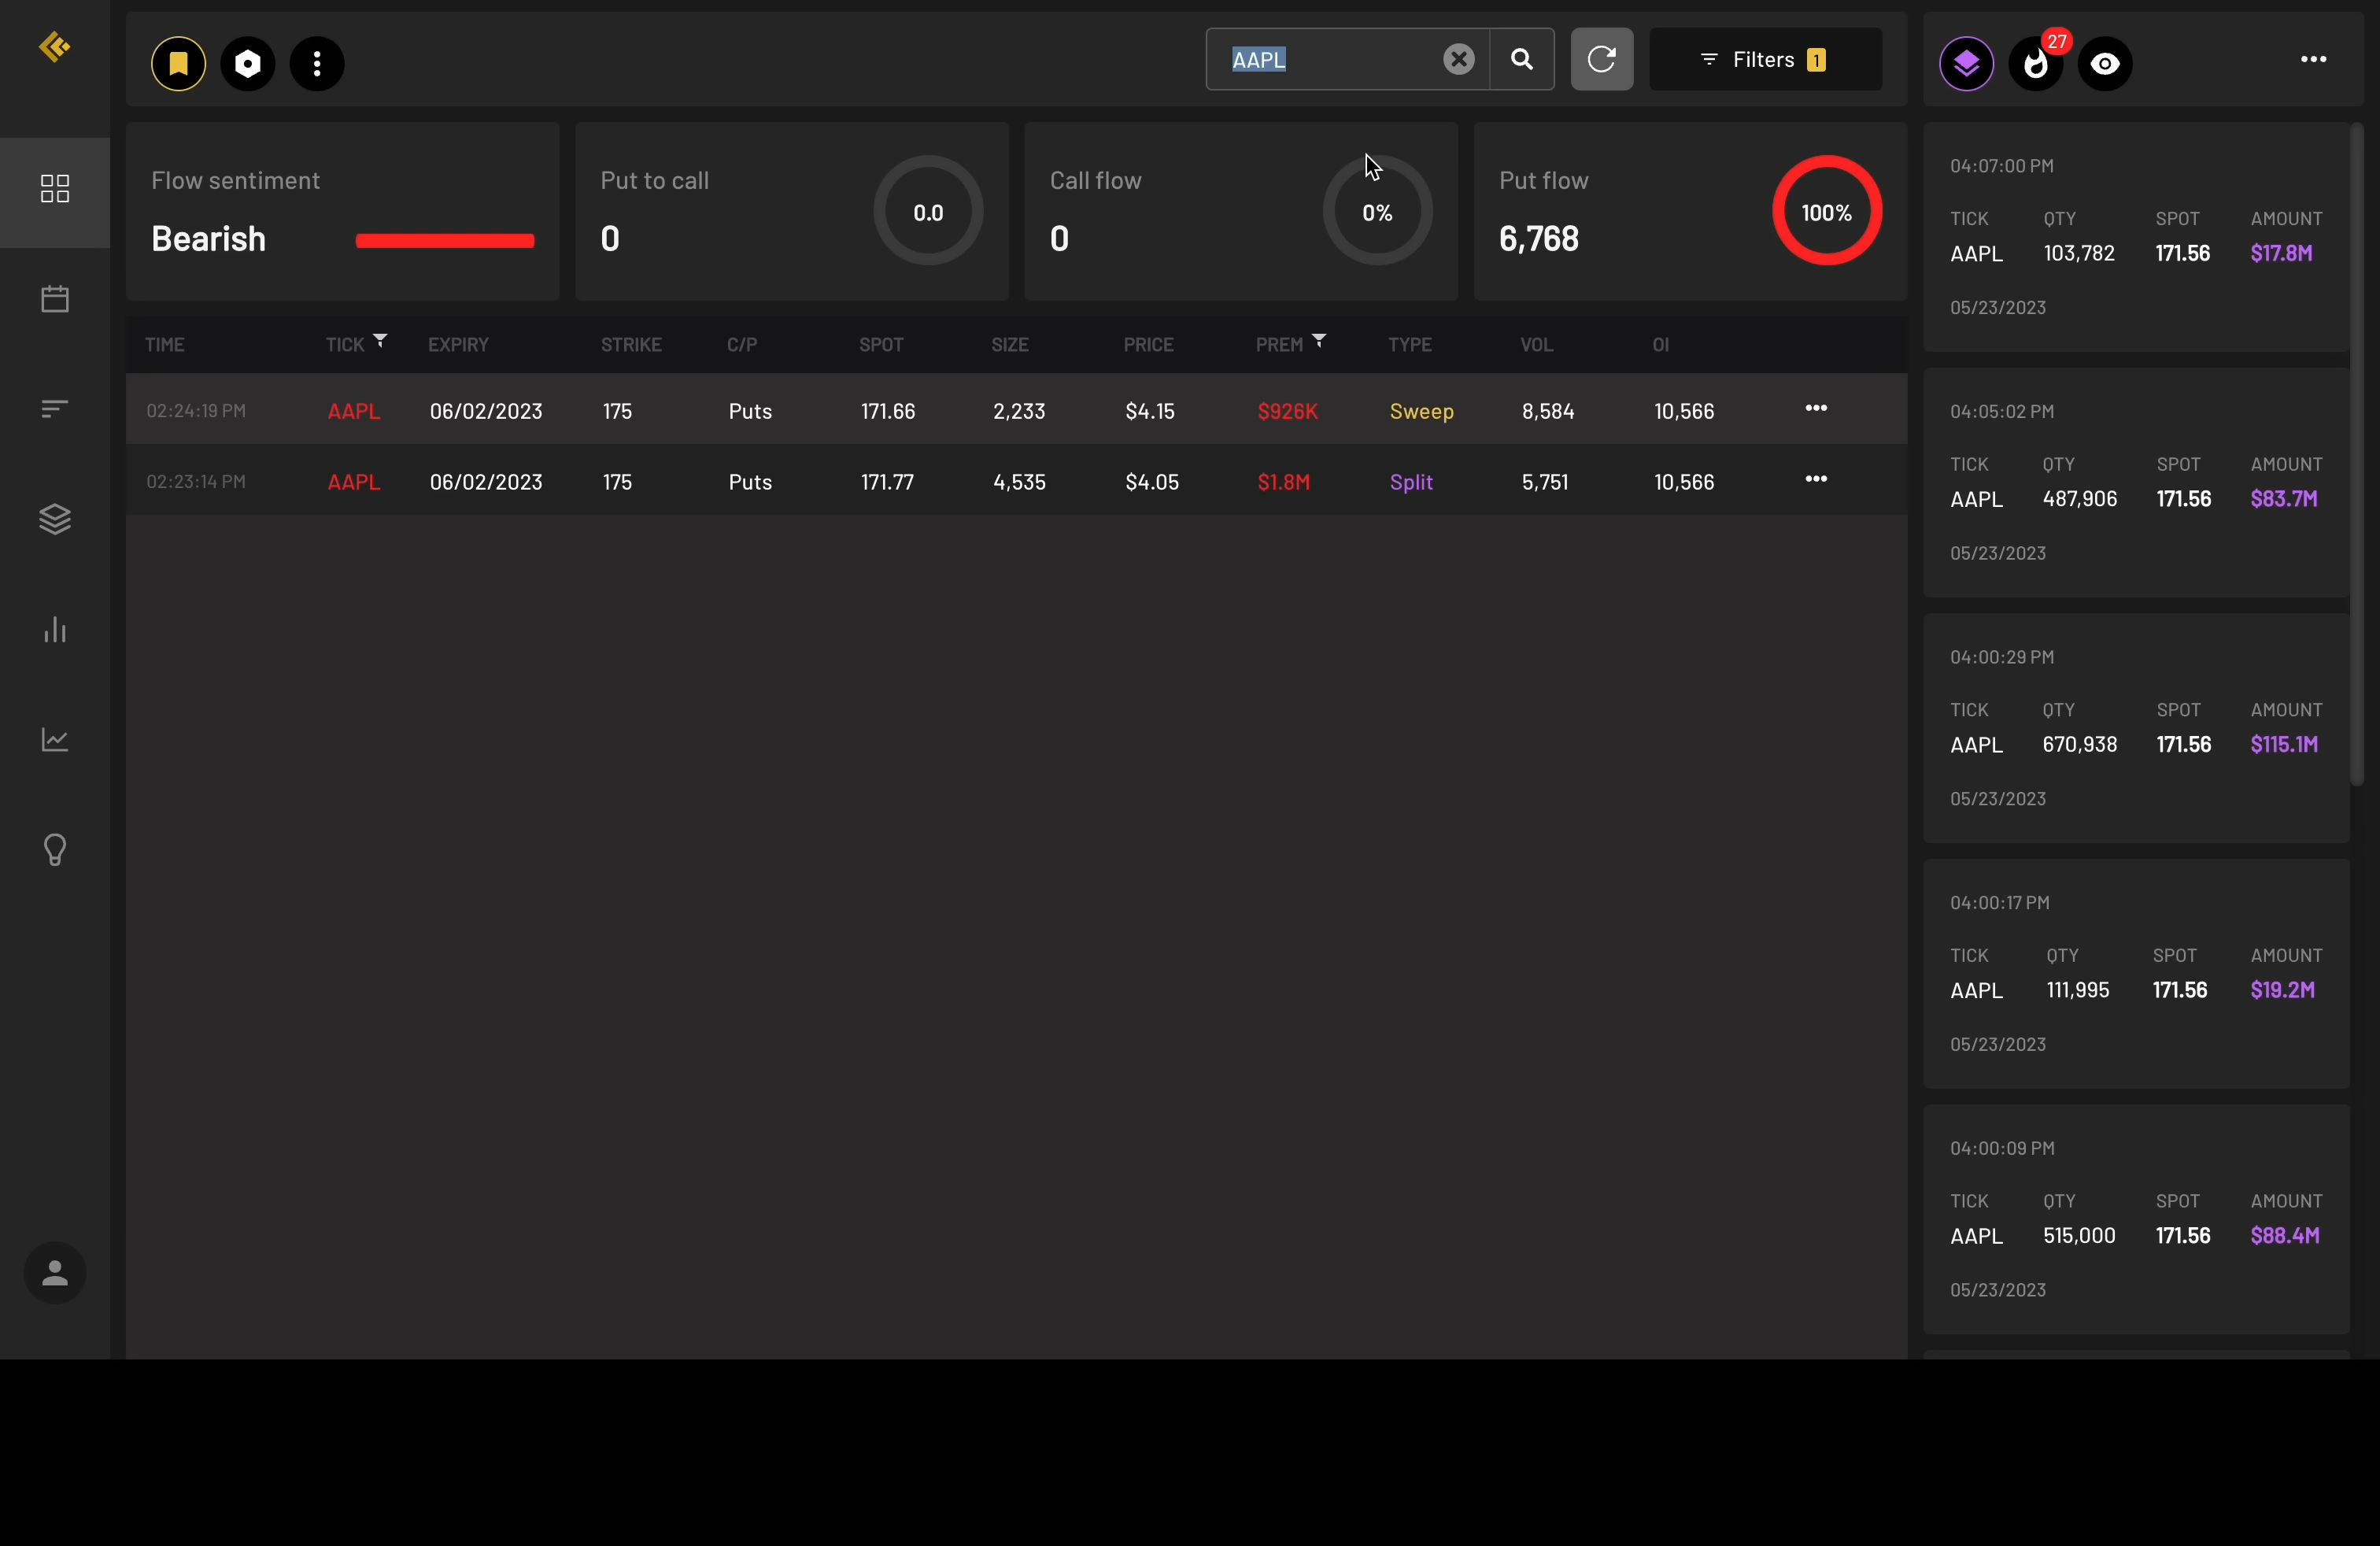 AAPL
Filters 1
27
Flow sentiment
Bearish
Put to call
0
0.0
Call flow
0
0%
Put flow
6,768
100%
TIME TICK EXPIRY STRIKE C/P SPOT SIZE PRICE PREM TYPE VOL OI
02:24:19 PM AAPL 06/02/2023 175 Puts 171.66 2,233 $4.15 $926K Sweep 8,584 10,566
02:23:14 PM AAPL 06/02/2023 175 Puts 171.77 4,535 $4.05 $1.8M Split 5,751 10,566
04:07:00 PM
TICK QTY SPOT AMOUNT
AAPL 103,782 171.56 $17.8M
05/23/2023
04:05:02 PM
TICK QTY SPOT AMOUNT
AAPL 487,906 171.56 $83.7M
05/23/2023
04:00:29 PM
TICK QTY SPOT AMOUNT
AAPL 670,938 171.56 $115.1M
05/23/2023
04:00:17 PM
TICK QTY SPOT AMOUNT
AAPL 111,995 171.56 $19.2M
05/23/2023
04:00:09 PM
TICK QTY SPOT AMOUNT
AAPL 515,000 171.56 $88.4M
05/23/2023